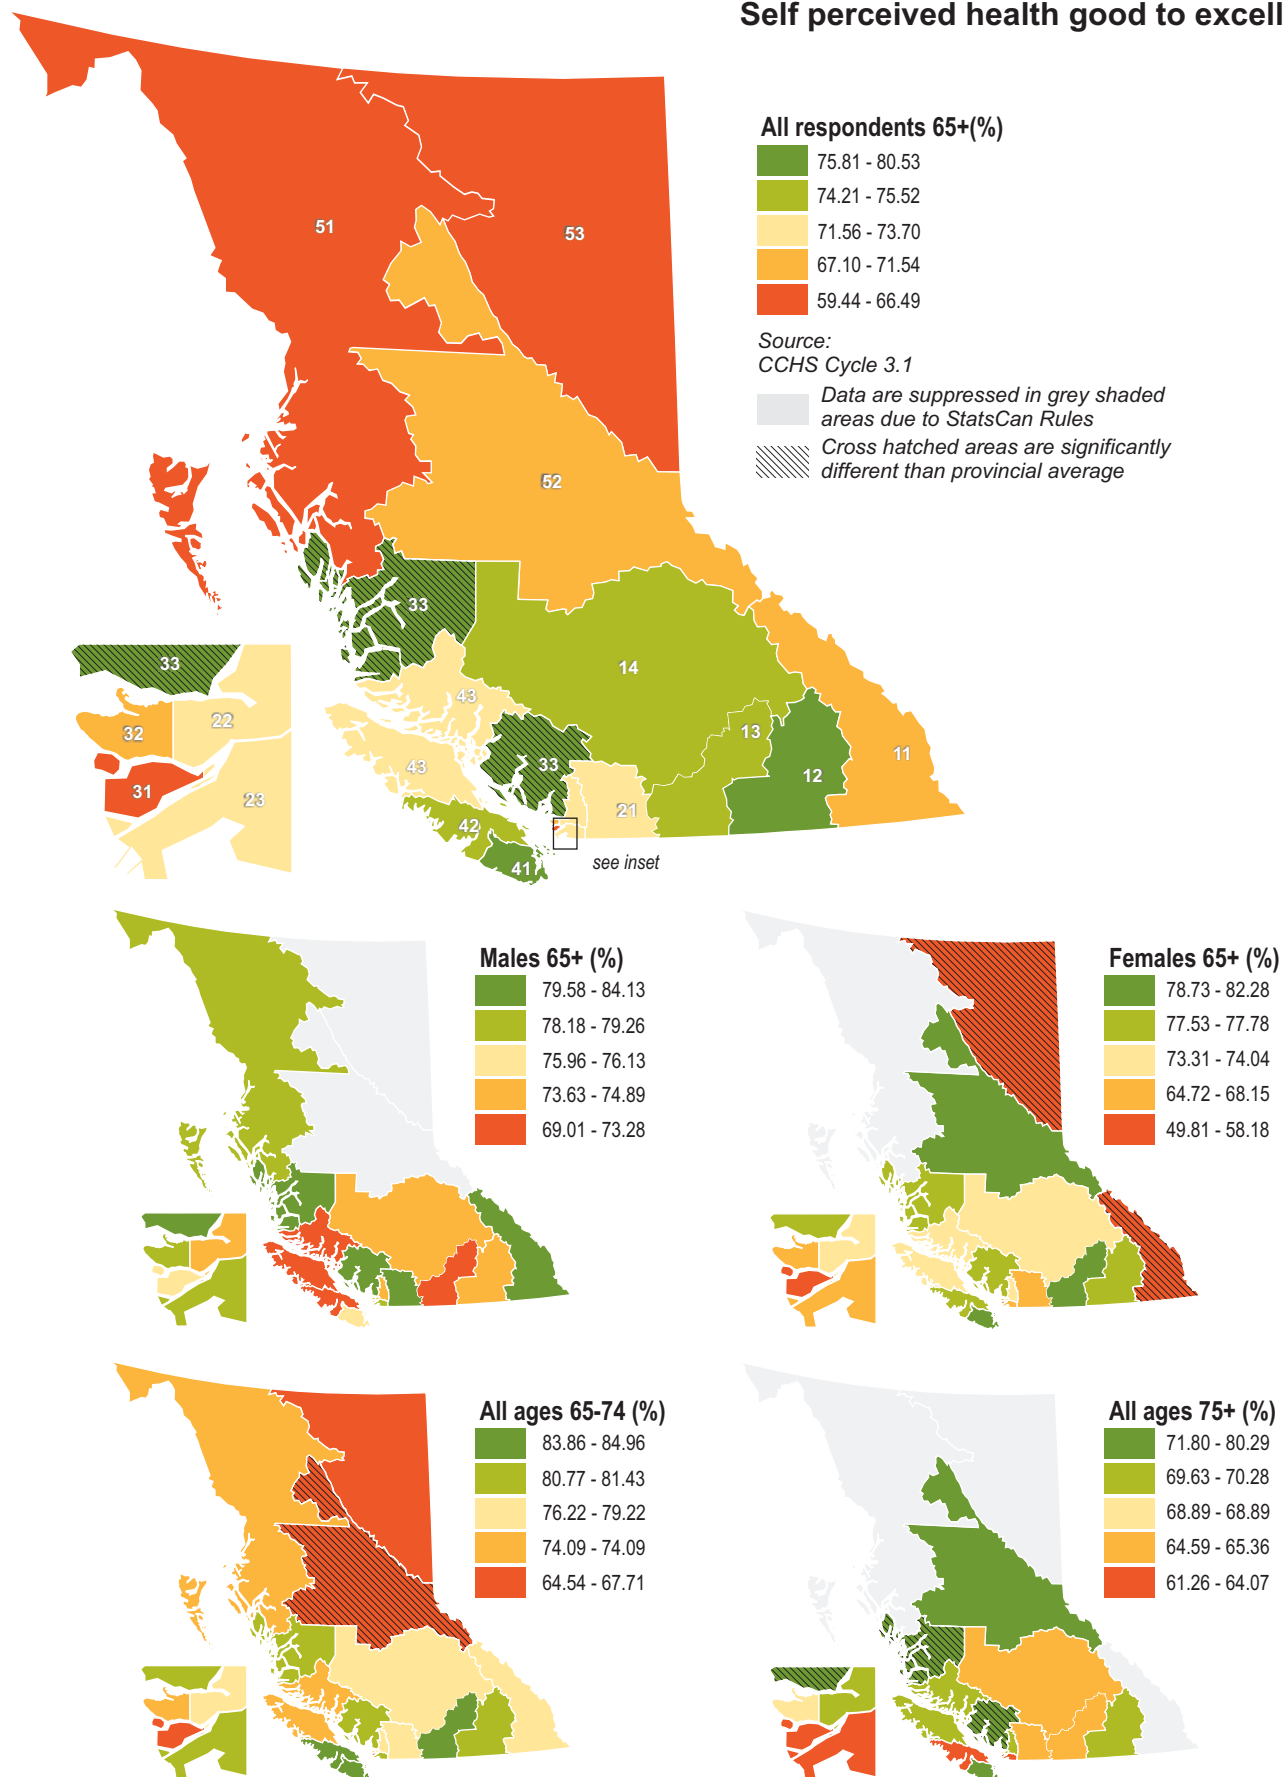 Self perceived health good to excell
All respondents 65+(%)
75.81 - 80.53
74.21 - 75.52
71.56 - 73.70
67.10 - 71.54
59.44 - 66.49
Source:
CCHS Cycle 3.1
Data are suppressed in grey shaded
areas due to StatsCan Rules
Cross hatched areas are significantly
different than provincial average
51
53
52
33
14
43
13
11
33
12
43
21
42
41
see inset
33
32
22
31
23
Males 65+ (%)
79.58 - 84.13
78.18 - 79.26
75.96 - 76.13
73.63 - 74.89
69.01 - 73.28
Females 65+ (%)
78.73 - 82.28
77.53 - 77.78
73.31 - 74.04
64.72 - 68.15
49.81 - 58.18
All ages 65-74 (%)
83.86 - 84.96
80.77 - 81.43
76.22 - 79.22
74.09 - 74.09
64.54 - 67.71
All ages 75+ (%)
71.80 - 80.29
69.63 - 70.28
68.89 - 68.89
64.59 - 65.36
61.26 - 64.07